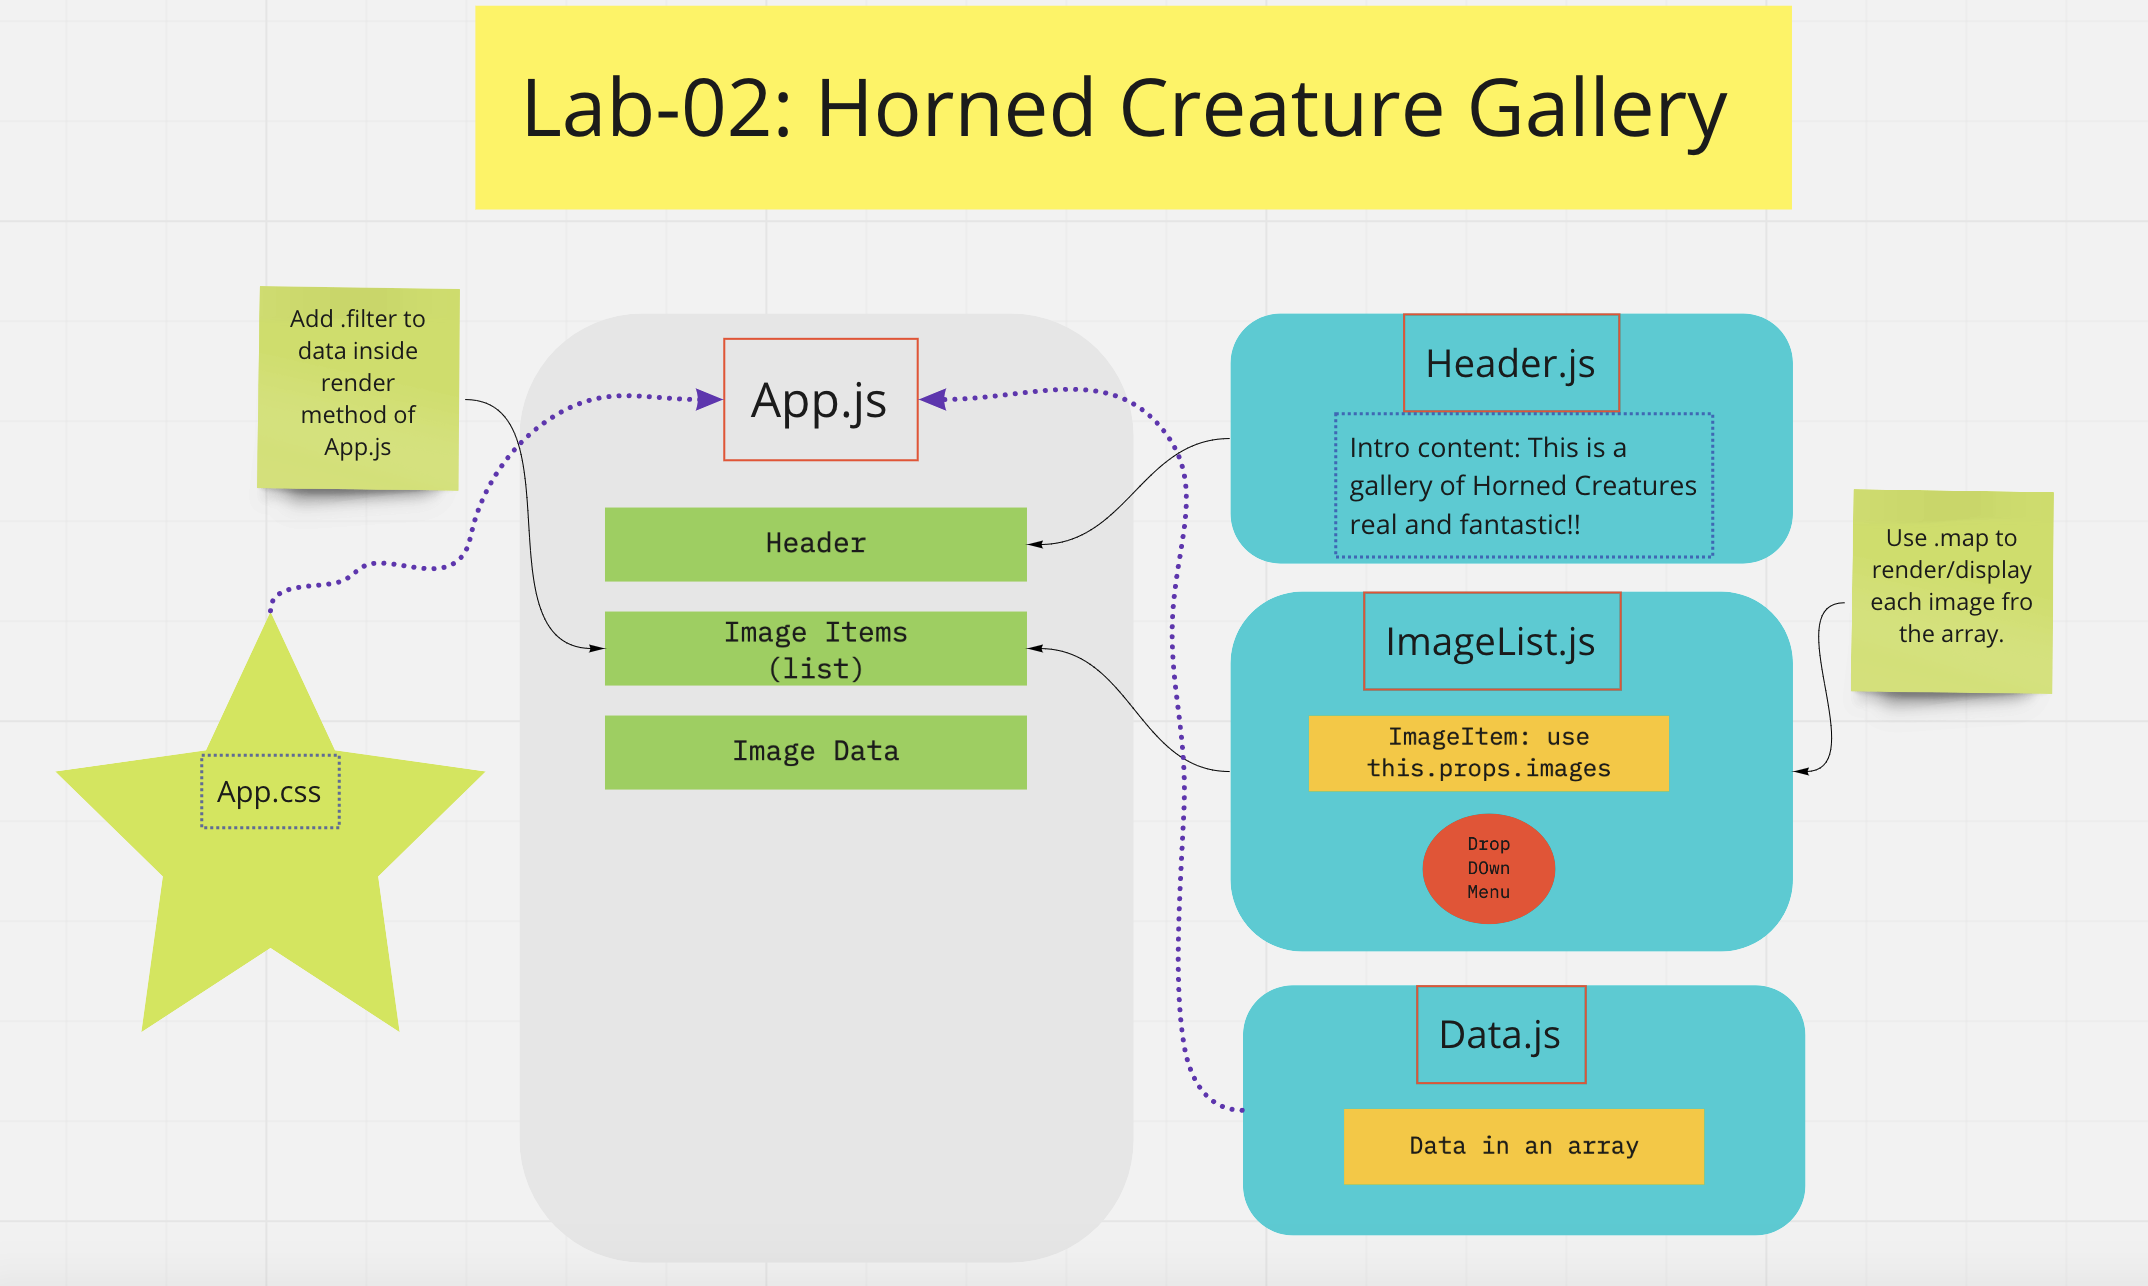 Lab-02: Horned Creature Gallery
Add .filter to
data inside
render
method of
App.js
App.js
Header
Image Items
(list)
Image Data
App.css
Header.js
Intro content: This is a
gallery of Horned Creatures
real and fantastic!!
ImageList.js
ImageItem: use
this.props.images
Drop
DOwn
Menu
Use .map to
render/display
each image fro
the array.
Data.js
Data in an array